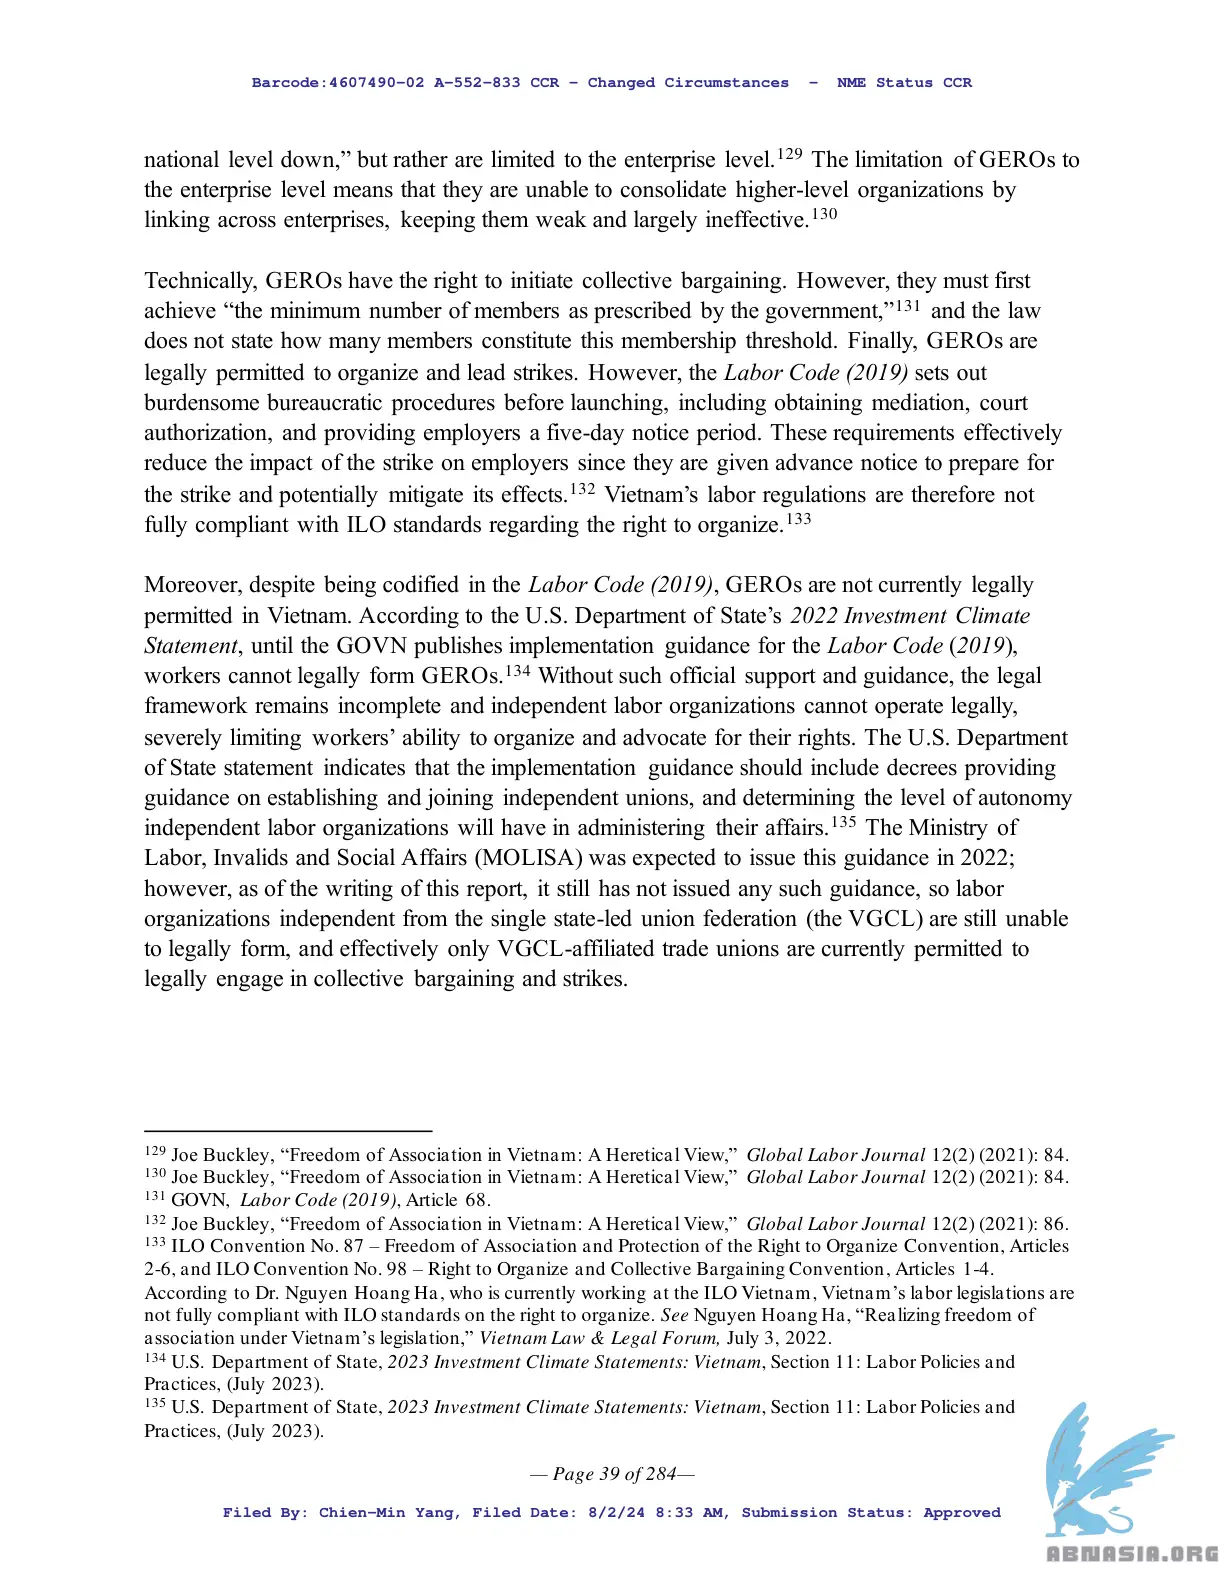 Barcode:4607490-02 A-552-833 CCR - Changed Circumstances - NME Status CCR
national level down,” but rather are limited to the enterprise level.129 The limitation of GEROs to
the enterprise level means that they are unable to consolidate higher-level organizations by
linking across enterprises, keeping them weak and largely ineffective.130
Technically, GEROs have the right to initiate collective bargaining. However, they must first
achieve “the minimum number of members as prescribed by the government,”131 and the law
does not state how many members constitute this membership threshold. Finally, GEROs are
legally permitted to organize and lead strikes. However, the Labor Code (2019) sets out
burdensome bureaucratic procedures before launching, including obtaining mediation, court
authorization, and providing employers a five-day notice period. These requirements effectively
reduce the impact of the strike on employers since they are given advance notice to prepare for
the strike and potentially mitigate its effects.132 Vietnam’s labor regulations are therefore not
fully compliant with ILO standards regarding the right to organize.133
Moreover, despite being codified in the Labor Code (2019), GEROs are not currently legally
permitted in Vietnam. According to the U.S. Department of State’s 2022 Investment Climate
Statement, until the GOVN publishes implementation guidance for the Labor Code (2019),
workers cannot legally form GEROs.134 Without such official support and guidance, the legal
framework remains incomplete and independent labor organizations cannot operate legally,
severely limiting workers’ ability to organize and advocate for their rights. The U.S. Department
of State statement indicates that the implementation guidance should include decrees providing
guidance on establishing and joining independent unions, and determining the level of autonomy
independent labor organizations will have in administering their affairs.135 The Ministry of
Labor, Invalids and Social Affairs (MOLISA) was expected to issue this guidance in 2022;
however, as of the writing of this report, it still has not issued any such guidance, so labor
organizations independent from the single state-led union federation (the VGCL) are still unable
to legally form, and effectively only VGCL-affiliated trade unions are currently permitted to
legally engage in collective bargaining and strikes.
129 Joe Buckley, “Freedom of Association in Vietnam: A Heretical View,” Global Labor Journal 12(2) (2021): 84.
130 Joe Buckley, “Freedom of Association in Vietnam: A Heretical View,” Global Labor Journal 12(2) (2021): 84.
131 GOVN, Labor Code (2019), Article 68.
132 Joe Buckley, “Freedom of Association in Vietnam: A Heretical View,” Global Labor Journal 12(2) (2021): 86.
133 ILO Convention No. 87 – Freedom of Association and Protection of the Right to Organize Convention, Articles
2-6, and ILO Convention No. 98 – Right to Organize and Collective Bargaining Convention, Articles 1-4.
According to Dr. Nguyen Hoang Ha, who is currently working at the ILO Vietnam, Vietnam’s labor legislations are
not fully compliant with ILO standards on the right to organize. See Nguyen Hoang Ha, “Realizing freedom of
association under Vietnam’s legislation,” Vietnam Law & Legal Forum, July 3, 2022.
134 U.S. Department of State, 2023 Investment Climate Statements: Vietnam, Section 11: Labor Policies and
Practices, (July 2023).
135 U.S. Department of State, 2023 Investment Climate Statements: Vietnam, Section 11: Labor Policies and
Practices, (July 2023).
— Page 39 of 284—
Filed By: Chien-Min Yang, Filed Date: 8/2/24 8:33 AM, Submission Status: Approved
ABNASIA.ORG